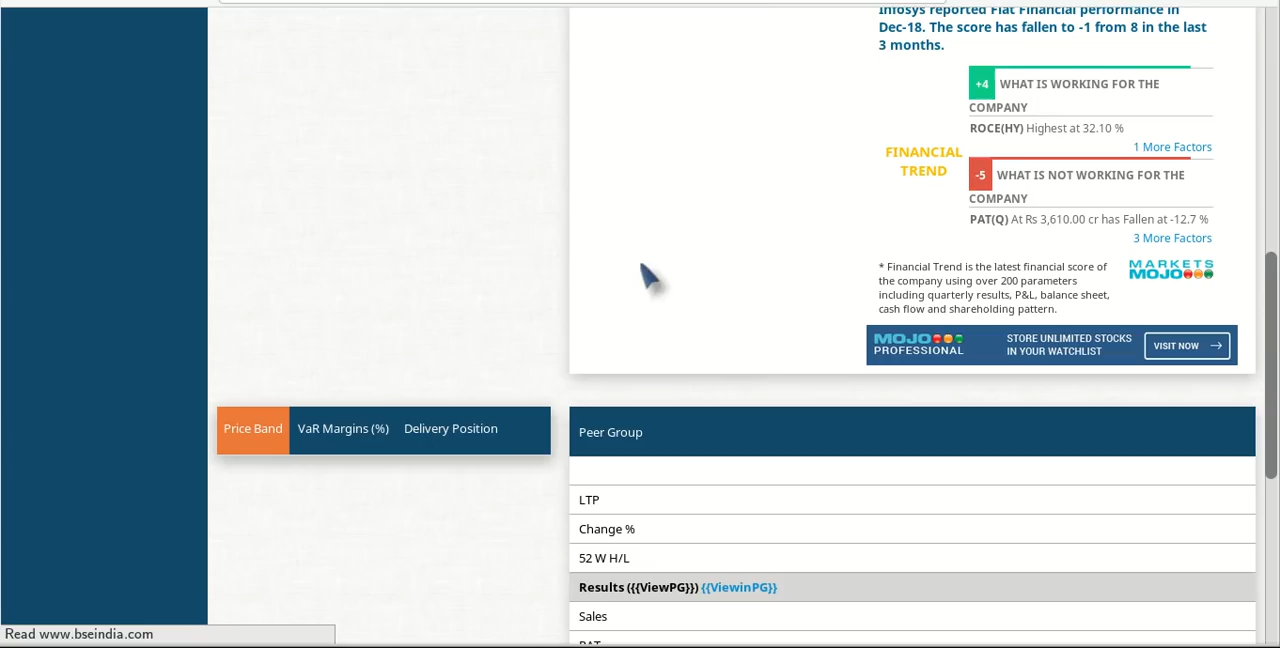 Infosys reported Flat Financial performance in
Dec-18. The score has fallen to -1 from 8 in the last
3 months.
+4 WHAT IS WORKING FOR THE
COMPANY
ROCE(HY) Highest at 32.10 %
1 More Factors
FINANCIAL
TREND
-5 WHAT IS NOT WORKING FOR THE
COMPANY
PAT(Q) At Rs 3,610.00 cr has Fallen at -12.7 %
3 More Factors
* Financial Trend is the latest financial score of
the company using over 200 parameters
including quarterly results, P&L, balance sheet,
cash flow and shareholding pattern.
MARKETS
MOJO
MOJO
PROFESSIONAL
STORE UNLIMITED STOCKS
IN YOUR WATCHLIST
VISIT NOW
Price Band VaR Margins (%) Delivery Position
Peer Group
LTP
Change %
52 W H/L
Results ({{ViewPG}}) {{ViewinPG}}
Sales
PAT
Read www.bseindia.com